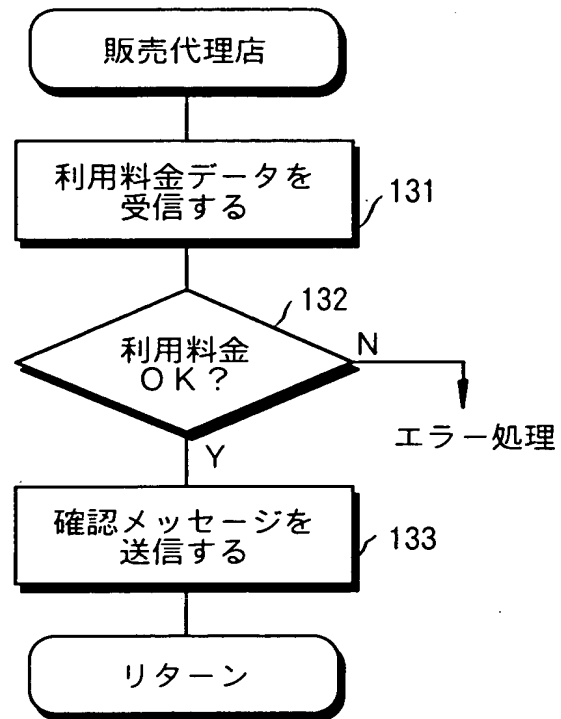 販売代理店
利用料金データを
受信する
131
132
利用料金
OK?
N
エラー処理
Y
確認メッセージを
送信する
133
リターン